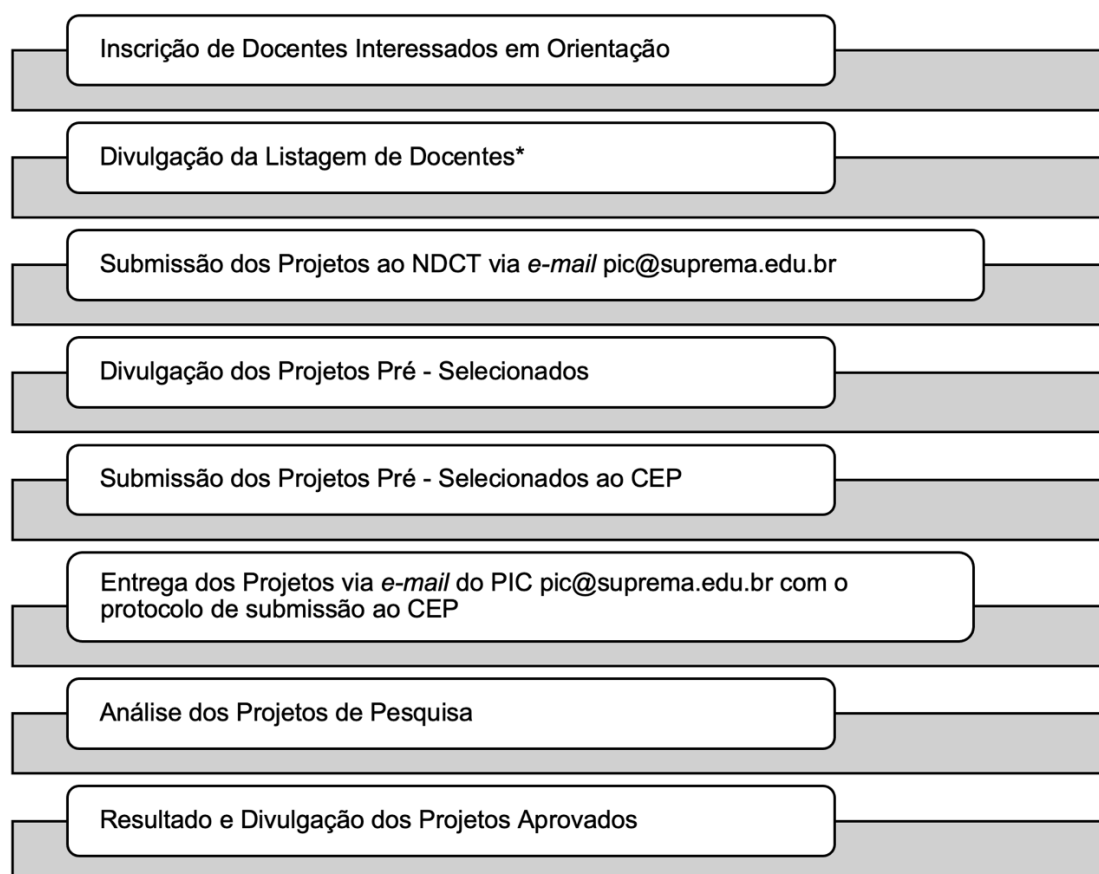 Inscrição de Docentes Interessados em Orientação
Divulgação da Listagem de Docentes*
Submissão dos Projetos ao NDCT via e-mail pic@suprema.edu.br
Divulgação dos Projetos Pré - Selecionados
Submissão dos Projetos Pré - Selecionados ao CEP
Entrega dos Projetos via e-mail do PIC pic@suprema.edu.br com o
protocolo de submissão ao CEP
Análise dos Projetos de Pesquisa
Resultado e Divulgação dos Projetos Aprovados